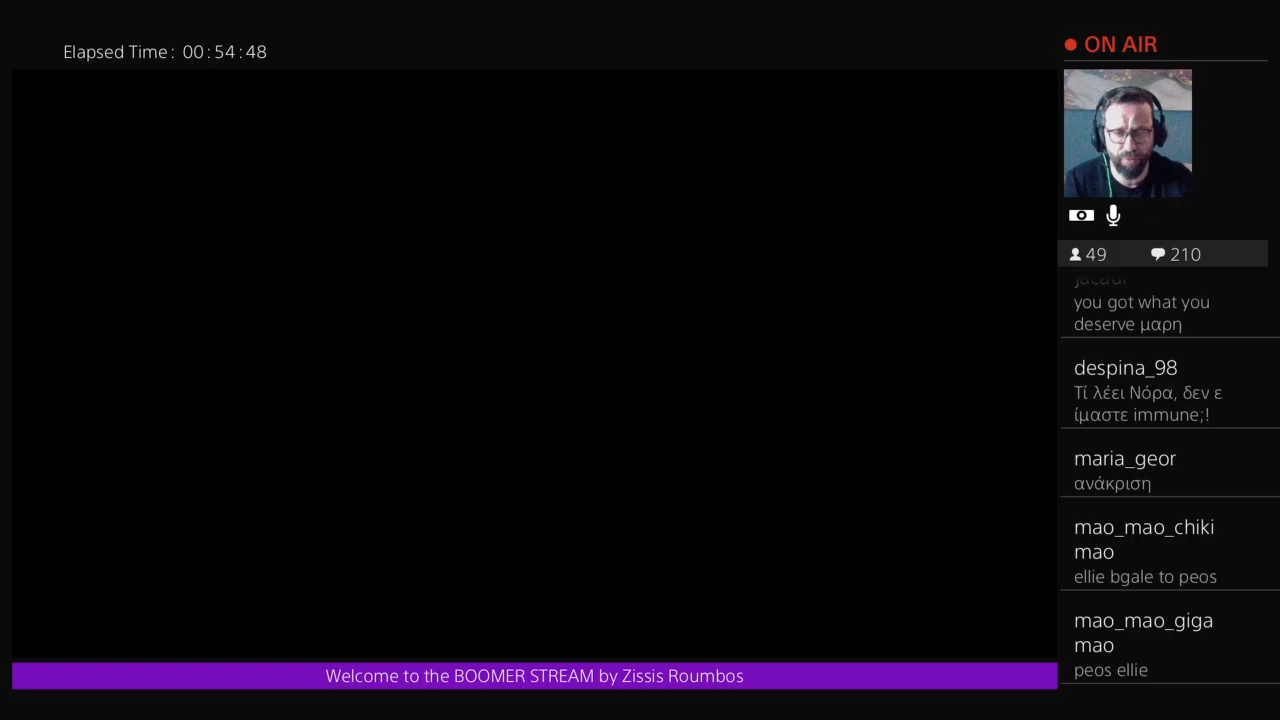 Elapsed Time: 00:54:48
ON AIR
49 210
you got what you
deserve μαρη
despina_98
Τί λέει Νόρα, δεν ε
ίμαστε immune;!
maria_geor
ανάκριση
mao_mao_chiki
mao
ellie bgale to peos
mao_mao_giga
mao
peos ellie
Welcome to the BOOMER STREAM by Zissis Roumbos